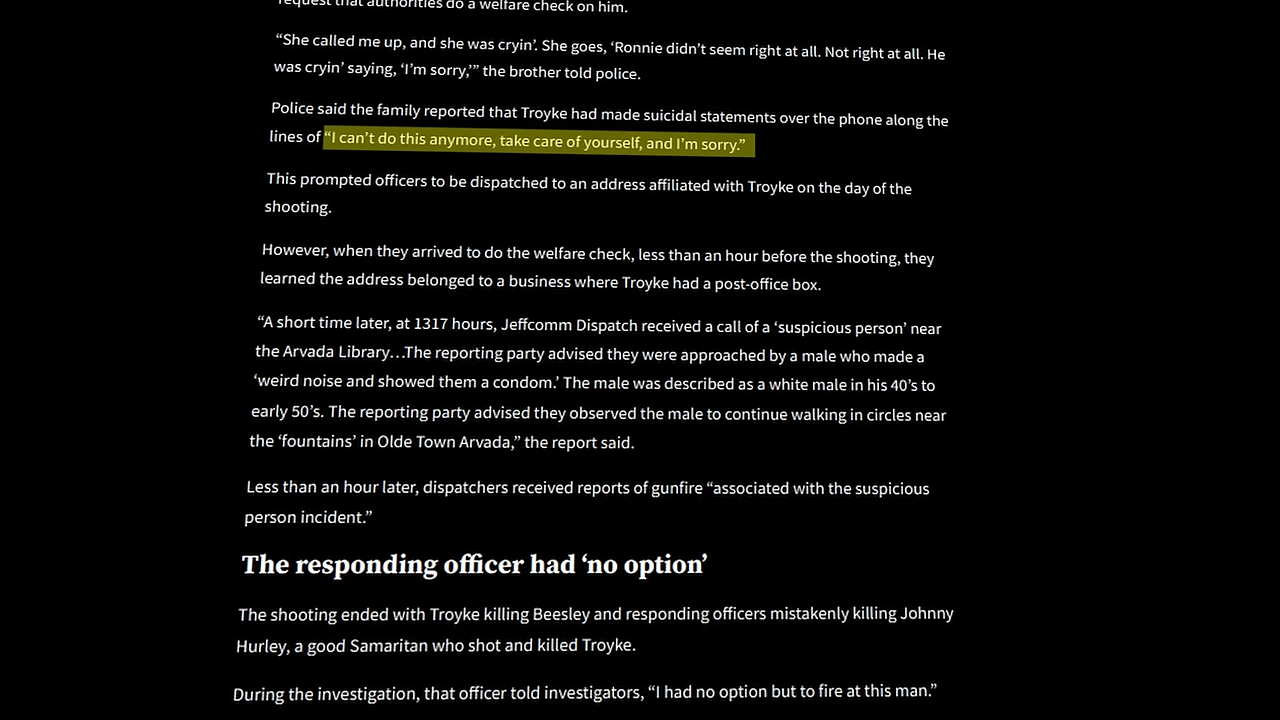 request that authorities do a welfare check on him.
“She called me up, and she was cryin’. She goes, ‘Ronnie didn’t seem right at all. Not right at all. He
was cryin’ saying, ‘I’m sorry,’” the brother told police.
Police said the family reported that Troyke had made suicidal statements over the phone along the
lines of “I can’t do this anymore, take care of yourself, and I’m sorry.”
This prompted officers to be dispatched to an address affiliated with Troyke on the day of the
shooting.
However, when they arrived to do the welfare check, less than an hour before the shooting, they
learned the address belonged to a business where Troyke had a post-office box.
“A short time later, at 1317 hours, Jeffcomm Dispatch received a call of a ‘suspicious person’ near
the Arvada Library…The reporting party advised they were approached by a male who made a
‘weird noise and showed them a condom.’ The male was described as a white male in his 40’s to
early 50’s. The reporting party advised they observed the male to continue walking in circles near
the ‘fountains’ in Olde Town Arvada,” the report said.
Less than an hour later, dispatchers received reports of gunfire “associated with the suspicious
person incident.”
The responding officer had ‘no option’
The shooting ended with Troyke killing Beesley and responding officers mistakenly killing Johnny
Hurley, a good Samaritan who shot and killed Troyke.
During the investigation, that officer told investigators, “I had no option but to fire at this man.”